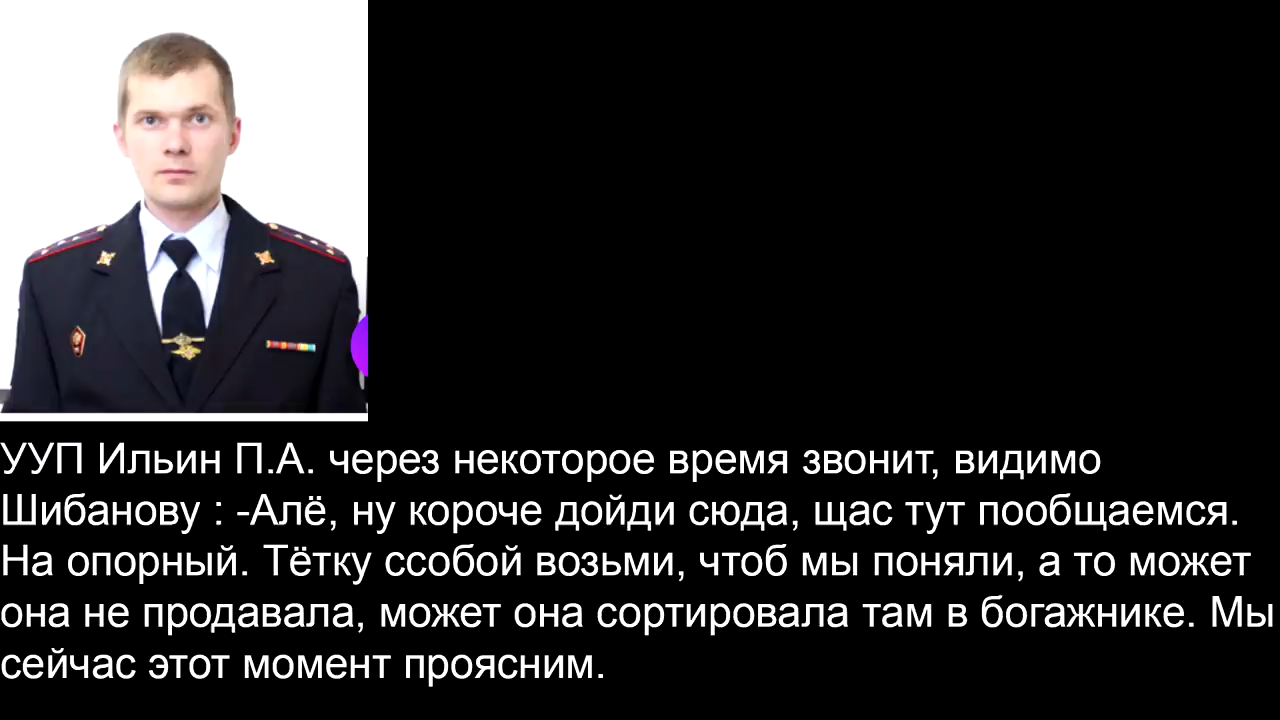 УУП Ильин П.А. через некоторое время звонит, видимо
Шибанову : -Алё, ну короче дойди сюда, щас тут пообщаемся.
На опорный. Тётку ссобой возьми, чтоб мы поняли, а то может
она не продавала, может она сортировала там в богажнике. Мы
сейчас этот момент проясним.